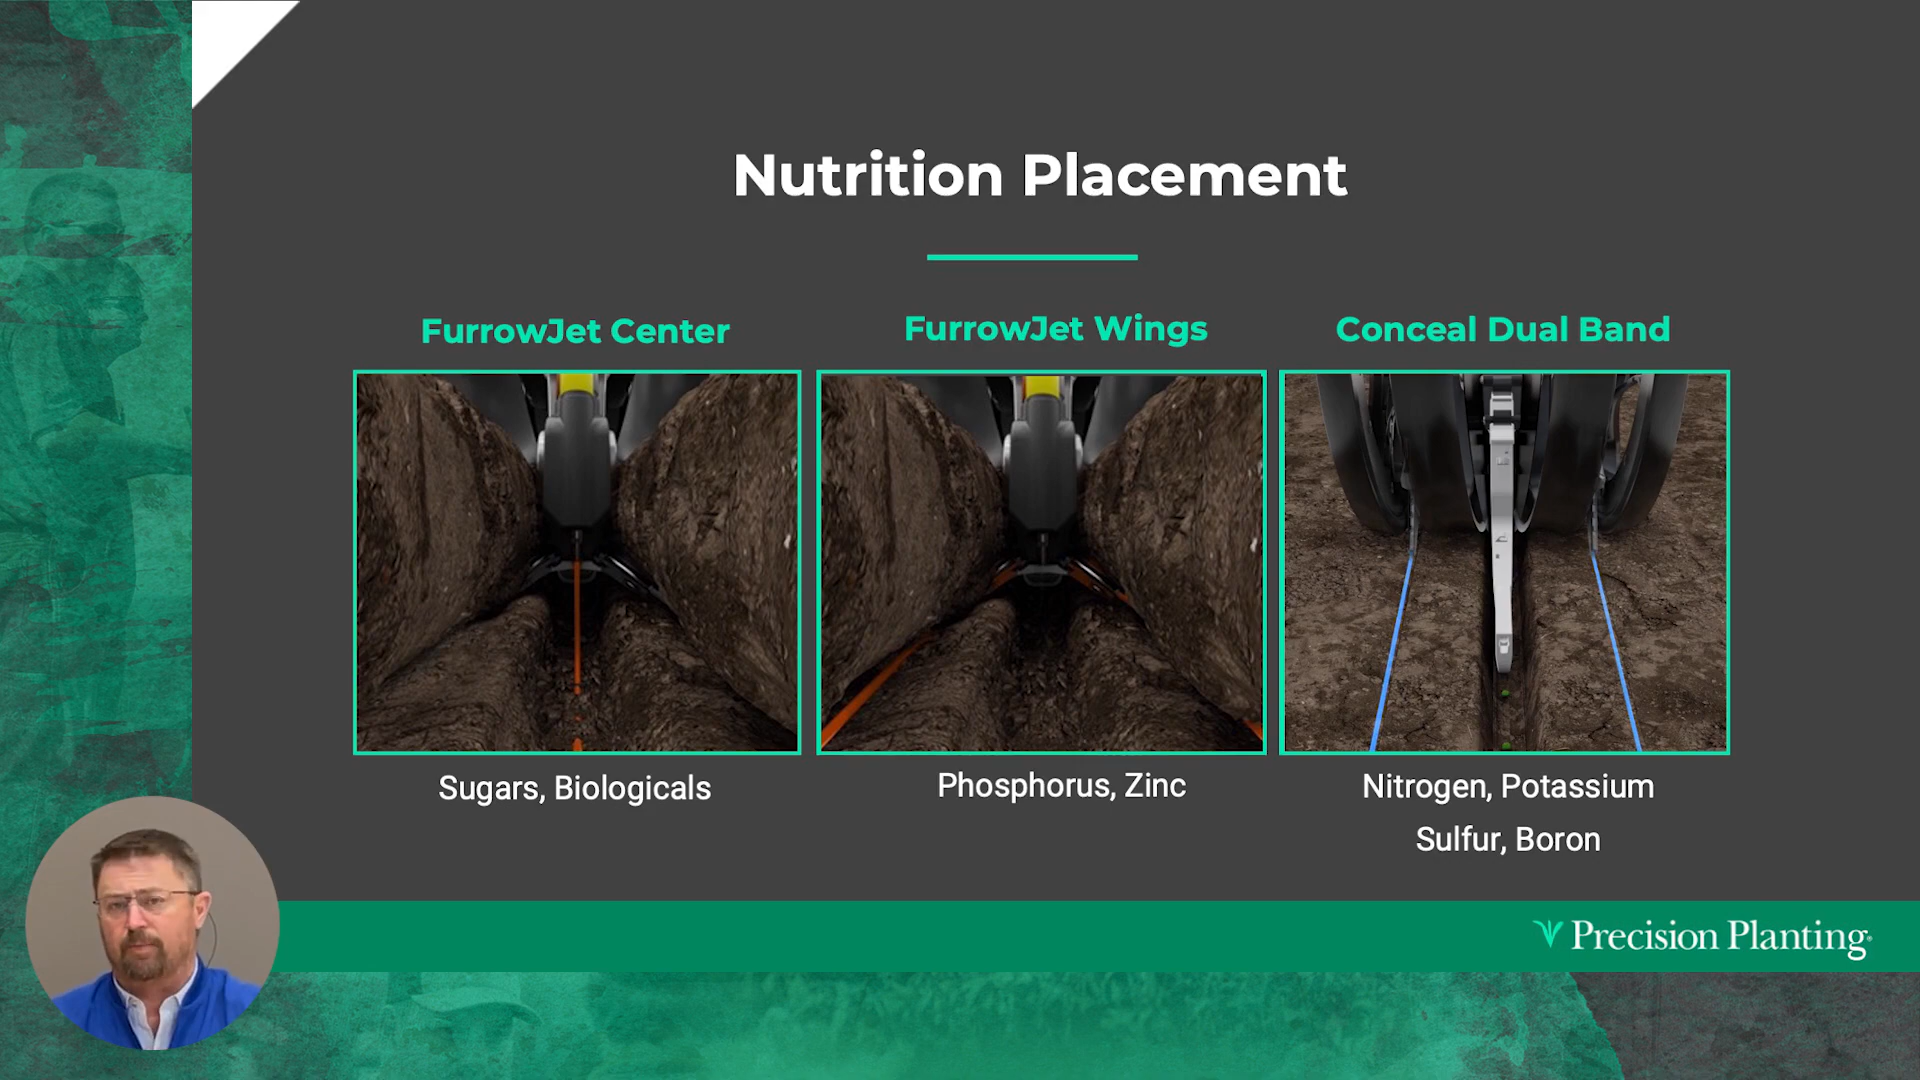 Nutrition Placement
FurrowJet Center
FurrowJet Wings
Conceal Dual Band
Sugars, Biologicals
Phosphorus, Zinc
Nitrogen, Potassium
Sulfur, Boron
Precision Planting